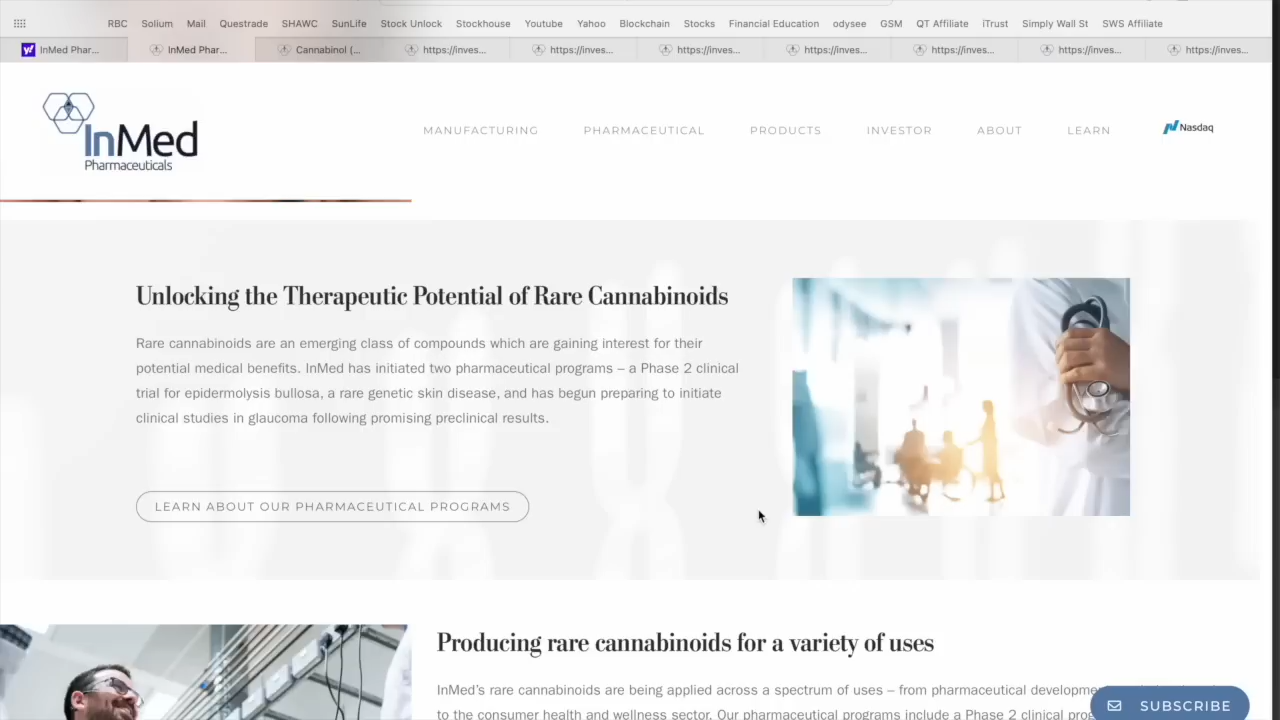 RBC Solium Mail Questrade SHAWC SunLife Stock Unlock Stockhouse Youtube Yahoo Blockchain Stocks Financial Education odysee GSM QT Affiliate iTrust Simply Wall St SWS Affiliate
InMed Phar... InMed Phar... Cannabinol (... https://inves... https://inves... https://inves... https://inves... https://inves... https://inves... https://inves...
InMed
Pharmaceuticals
MANUFACTURING PHARMACEUTICAL PRODUCTS INVESTOR ABOUT LEARN Nasdaq
Unlocking the Therapeutic Potential of Rare Cannabinoids
Rare cannabinoids are an emerging class of compounds which are gaining interest for their
potential medical benefits. InMed has initiated two pharmaceutical programs – a Phase 2 clinical
trial for epidermolysis bullosa, a rare genetic skin disease, and has begun preparing to initiate
clinical studies in glaucoma following promising preclinical results.
LEARN ABOUT OUR PHARMACEUTICAL PROGRAMS
Producing rare cannabinoids for a variety of uses
InMed's rare cannabinoids are being applied across a spectrum of uses – from pharmaceutical
to the consumer health and wellness sector. Our pharmaceutical programs include a Phase 2 clinical
SUBSCRIBE